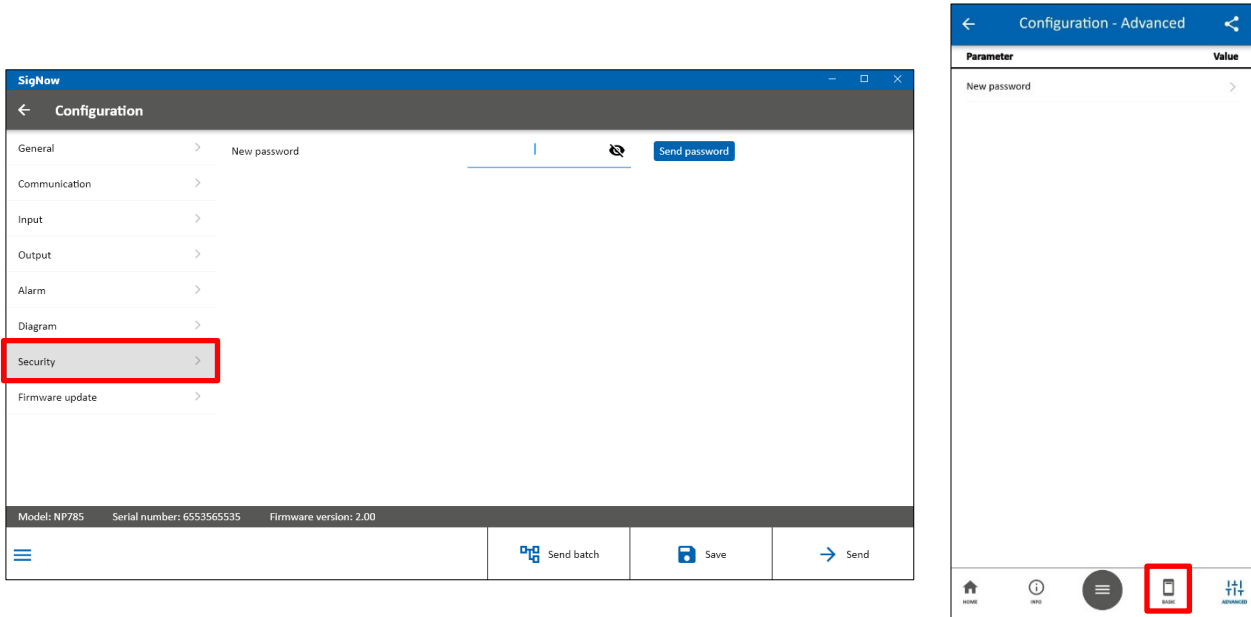 SigNow
Configuration
General
Communication
Input
Output
Alarm
Diagram
Security
Firmware update
New password
Send password
Model: NP785 Serial number: 6553565535 Firmware version: 2.00
Send batch
Save
Send
Configuration - Advanced
Parameter Value
New password
HOME INFO BASIC ADVANCED